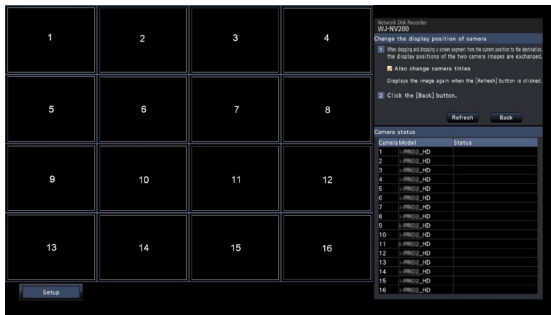 1
2
3
4
5
6
7
8
9
10
11
12
13
14
15
16
Setup
Network Disk Recorder
WJ-NV200
Change the display position of camera
1 When dragging and dropping a screen segment from the current position to the destination,
the display positions of the two camera images are exchanged.
Also change camera titles
Displays the image again when the [Refresh] button is clicked.
2 Click the [Back] button.
Refresh Back
Camera status
Camera Model Status
1 _HD
2 _HD
3 _HD
4 _HD
5 _HD
6 _HD
7 _HD
8 _HD
9 _HD
10 _HD
11 _HD
12 _HD
13 _HD
14 _HD
15 _HD
16 _HD